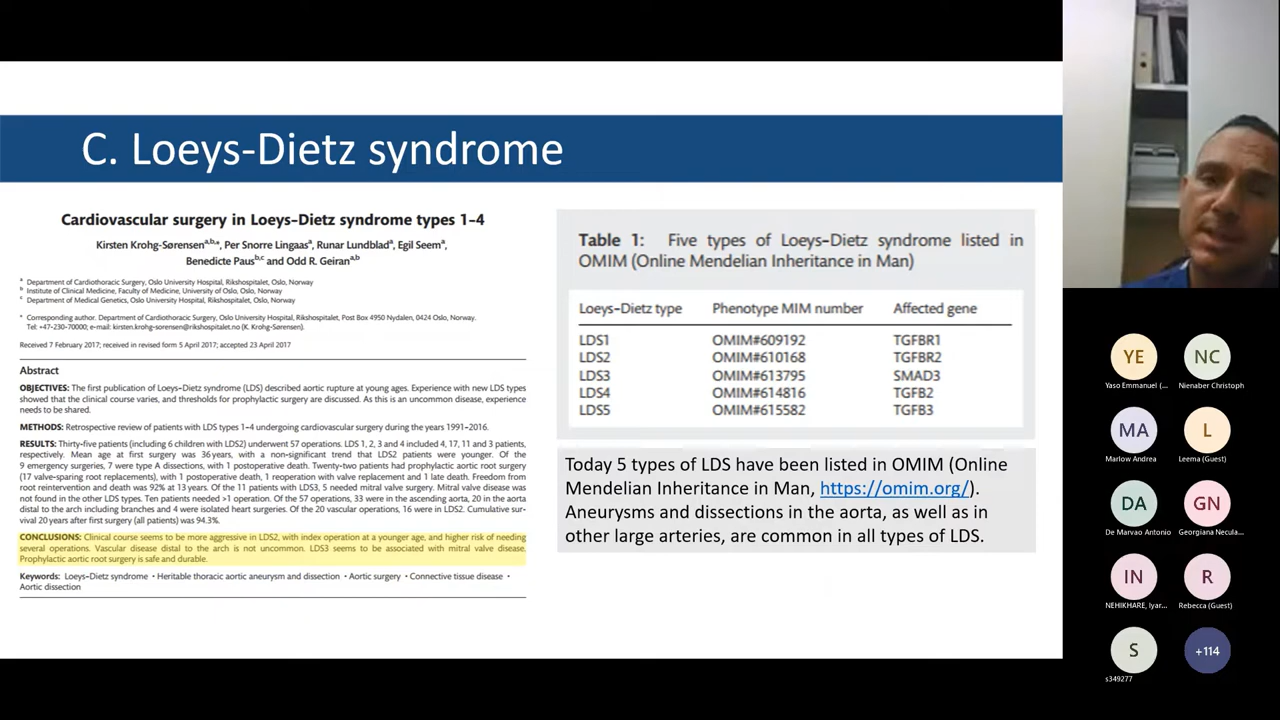 C. Loeys-Dietz syndrome
Cardiovascular surgery in Loeys-Dietz syndrome types 1-4
Kirsten Krohg-Sørensena,b,*, Per Snorre Lingaasa, Runar Lundblada, Egil Seema,
Benedicte Pausb,c and Odd R. Geirana,b
a Department of Cardiothoracic Surgery, Oslo University Hospital, Rikshospitalet, Oslo, Norway
b Institute of Clinical Medicine, Faculty of Medicine, University of Oslo, Oslo, Norway
c Department of Medical Genetics, Oslo University Hospital, Rikshospitalet, Oslo, Norway
* Corresponding author. Department of Cardiothoracic Surgery, Oslo University Hospital, Rikshospitalet, Post Box 4950 Nydalen, 0424 Oslo, Norway.
Tel: +47-230-70000; e-mail: kirsten.krohg-sorensen@rikshospitalet.no (K. Krohg-Sørensen).
Received 7 February 2017; received in revised form 5 April 2017; accepted 23 April 2017
Abstract
OBJECTIVES: The first publication of Loeys-Dietz syndrome (LDS) described aortic rupture at young ages. Experience with new LDS types
showed that the clinical course varies, and thresholds for prophylactic surgery are discussed. As this is an uncommon disease, experience
needs to be shared.
METHODS: Retrospective review of patients with LDS types 1-4 undergoing cardiovascular surgery during the years 1991-2016.
RESULTS: Thirty-five patients (including 6 children with LDS2) underwent 57 operations. LDS 1, 2, 3 and 4 included 4, 17, 11 and 3 patients,
respectively. Mean age at first surgery was 36 years, with a non-significant trend that LDS2 patients were younger. Of the
9 emergency surgeries, 7 were type A dissections, with 1 postoperative death. Twenty-two patients had prophylactic aortic root surgery
(17 valve-sparing root replacements), with 1 postoperative death, 1 reoperation with valve replacement and 1 late death. Freedom from
root reintervention and death was 92% at 13 years. Of the 11 patients with LDS3, 5 needed mitral valve surgery. Mitral valve disease was
not found in the other LDS types. Ten patients needed >1 operation. Of the 57 operations, 33 were in the ascending aorta, 20 in the aorta
distal to the arch including branches and 4 were isolated heart surgeries. Of the 20 vascular operations, 16 were in LDS2. Cumulative sur-
vival 20 years after first surgery (all patients) was 94.3%.
CONCLUSIONS: Clinical course seems to be more aggressive in LDS2, with index operation at a younger age, and higher risk of needing
several operations. Vascular disease distal to the arch is not uncommon. LDS3 seems to be associated with mitral valve disease.
Prophylactic aortic root surgery is safe and durable.
Keywords: Loeys-Dietz syndrome • Heritable thoracic aortic aneurysm and dissection • Aortic surgery • Connective tissue disease •
Aortic dissection
Table 1: Five types of Loeys-Dietz syndrome listed in
OMIM (Online Mendelian Inheritance in Man)
Loeys-Dietz type Phenotype MIM number Affected gene
LDS1 OMIM#609192 TGFBR1
LDS2 OMIM#610168 TGFBR2
LDS3 OMIM#613795 SMAD3
LDS4 OMIM#614816 TGFB2
LDS5 OMIM#615582 TGFB3
Today 5 types of LDS have been listed in OMIM (Online
Mendelian Inheritance in Man, https://omim.org/).
Aneurysms and dissections in the aorta, as well as in
other large arteries, are common in all types of LDS.
YE NC
Yaso Emmanuel (... Nienaber Christoph
MA L
Marlow Andrea Leema (Guest)
DA GN
De Marvao Antonio Georgiana Necula...
IN R
NEHIKHARE, Iyar... Rebecca (Guest)
S +114
s349277